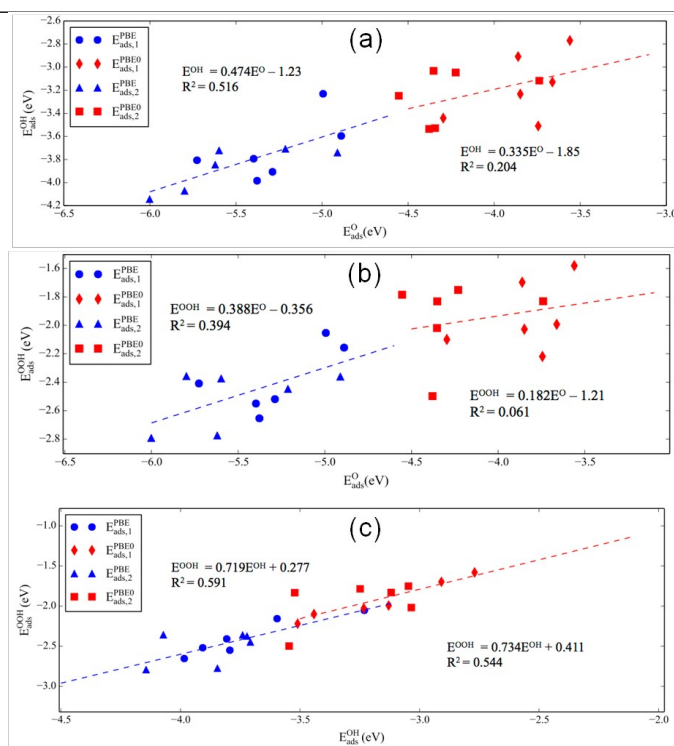 (a)
E^PBE_ads,1
E^PBE0_ads,1
E^PBE_ads,2
E^PBE0_ads,2
E^OH = 0.474E^O − 1.23
R² = 0.516
E^OH = 0.335E^O − 1.85
R² = 0.204
E^OH_ads (eV)
−2.6
−2.8
−3.0
−3.2
−3.4
−3.6
−3.8
−4.0
−4.2
−6.5 −6.0 −5.5 −5.0 −4.5 −4.0 −3.5 −3.0
E^O_ads(eV)
(b)
E^PBE_ads,1
E^PBE0_ads,1
E^PBE_ads,2
E^PBE0_ads,2
E^OOH = 0.388E^O − 0.356
R² = 0.394
E^OOH = 0.182E^O − 1.21
R² = 0.061
E^OOH_ads (eV)
−1.6
−1.8
−2.0
−2.2
−2.4
−2.6
−2.8
−6.5 −6.0 −5.5 −5.0 −4.5 −4.0 −3.5
E^O_ads(eV)
(c)
E^PBE_ads,1
E^PBE0_ads,1
E^PBE_ads,2
E^PBE0_ads,2
E^OOH = 0.719E^OH + 0.277
R² = 0.591
E^OOH = 0.734E^OH + 0.411
R² = 0.544
E^OOH_ads (eV)
−1.0
−1.5
−2.0
−2.5
−3.0
−4.5 −4.0 −3.5 −3.0 −2.5 −2.0
E^OH_ads(eV)